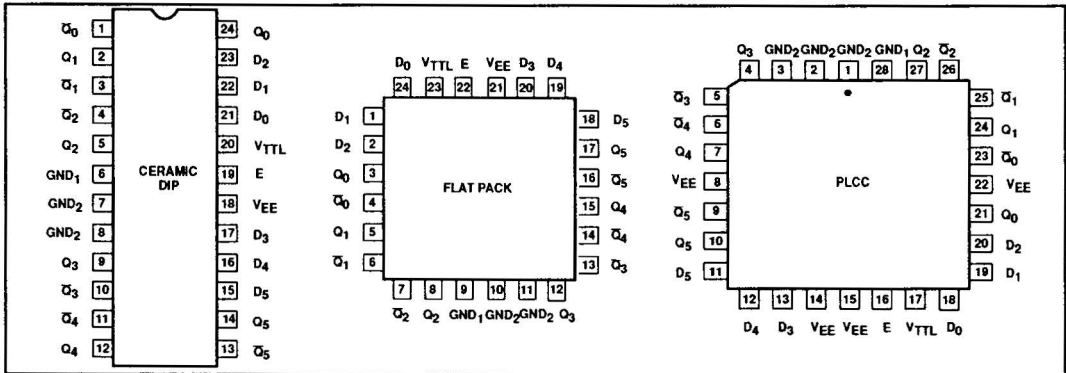 Q̅0 1 24 Q0
Q1 2 23 D2
Q̅1 3 22 D1
Q̅2 4 21 D0
Q2 5 20 VTTL
GND1 6 19 E
GND2 7 18 VEE
GND2 8 17 D3
Q3 9 16 D4
Q̅3 10 15 D5
Q̅4 11 14 Q5
Q4 12 13 Q̅5
CERAMIC
DIP
D0 VTTL E VEE D3 D4
24 23 22 21 20 19
D1 1 18 D5
D2 2 17 Q5
Q0 3 16 Q̅5
Q̅0 4 15 Q4
Q1 5 14 Q̅4
Q̅1 6 13 Q̅3
FLAT PACK
7 8 9 10 11 12
Q̅2 Q2 GND1 GND2 GND2 Q3
Q3 GND2 GND2 GND2 GND1 Q2 Q̅2
4 3 2 1 28 27 26
Q̅3 5 25 Q̅1
Q̅4 6 24 Q1
Q4 7 23 Q̅0
VEE 8 22 VEE
Q̅5 9 21 Q0
Q5 10 20 D2
D5 11 19 D1
PLCC
12 13 14 15 16 17 18
D4 D3 VEE VEE E VTTL D0